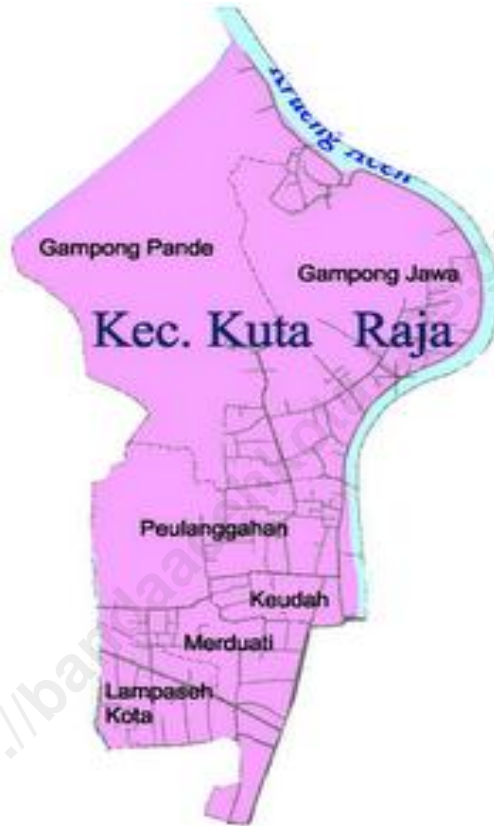 Krueng Aceh
Gampong Pande
Gampong Jawa
Kec. Kuta Raja
Peulanggahan
Keudah
Merduati
Lampaseh
Kota